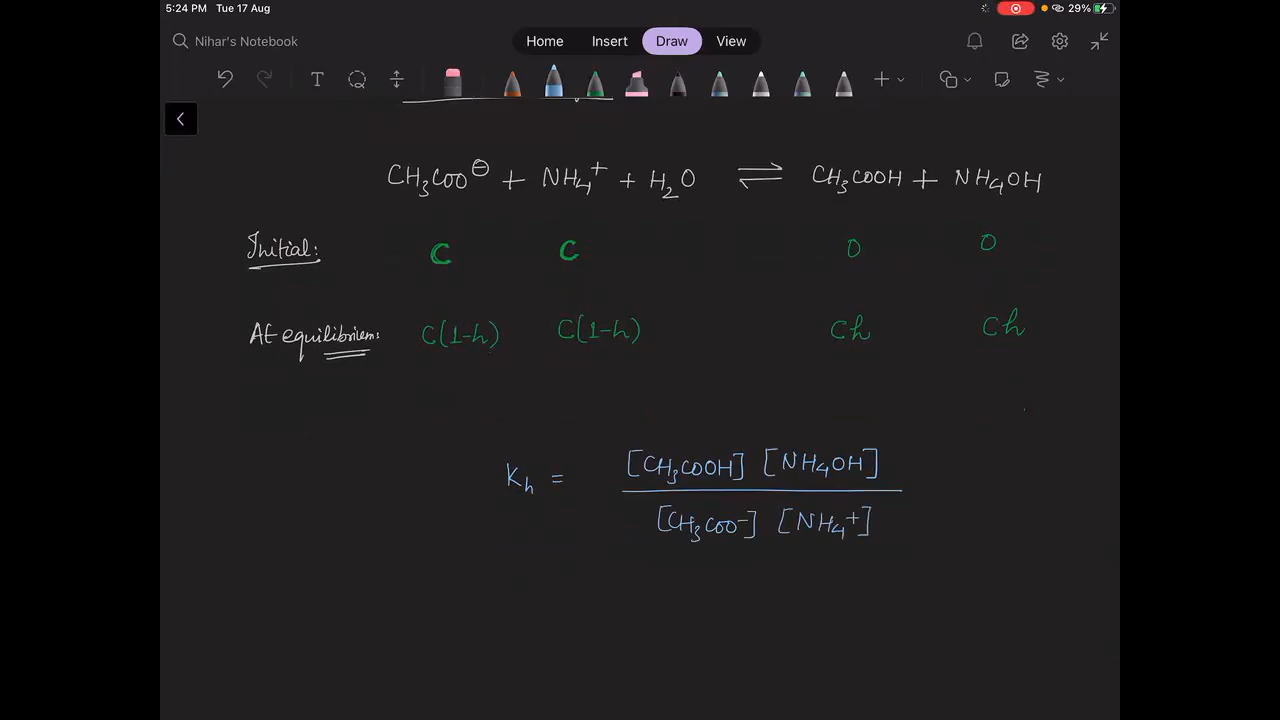 5:24 PM Tue 17 Aug 29%
Nihar's Notebook Home Insert Draw View
T
CH₃COO⊖ + NH₄⁺ + H₂O ⇌ CH₃COOH + NH₄OH
Initial: C C 0 0
At equilibrium: C(1-h) C(1-h) Ch Ch
Kₕ = [CH₃COOH] [NH₄OH]
[CH₃COO⁻] [NH₄⁺]